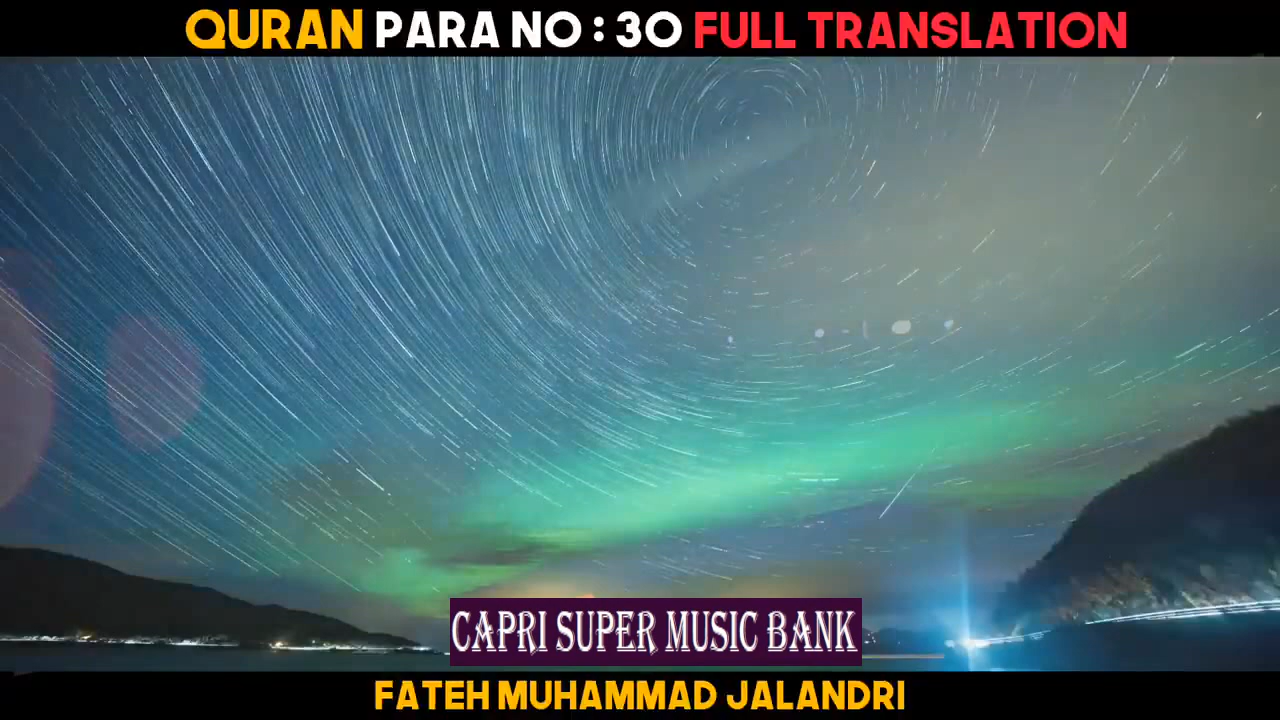 QURAN PARA NO : 30 FULL TRANSLATION
CAPRI SUPER MUSIC BANK
FATEH MUHAMMAD JALANDRI